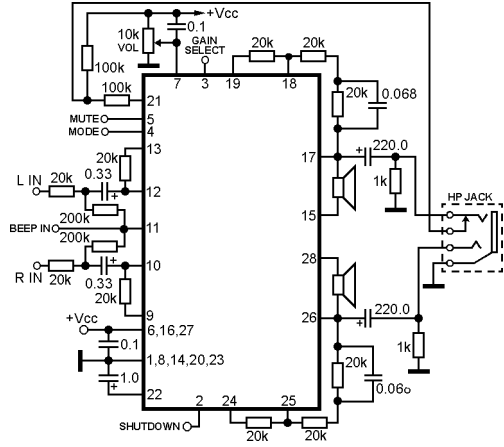 +Vcc
10k
VOL
0.1
GAIN
SELECT
20k
20k
100k
7
3
19
18
20k
0.068
100k
21
MUTE
5
MODE
4
13
20k
17
+
220.0
L IN
20k
0.33
+
12
1k
HP JACK
200k
15
BEEP IN
11
200k
28
R IN
20k
0.33
+
10
20k
26
+
220.0
9
+Vcc
6,16,27
0.1
1k
1,8,14,20,23
20k
+
1.0
22
2
24
25
SHUTDOWN
20k
20k